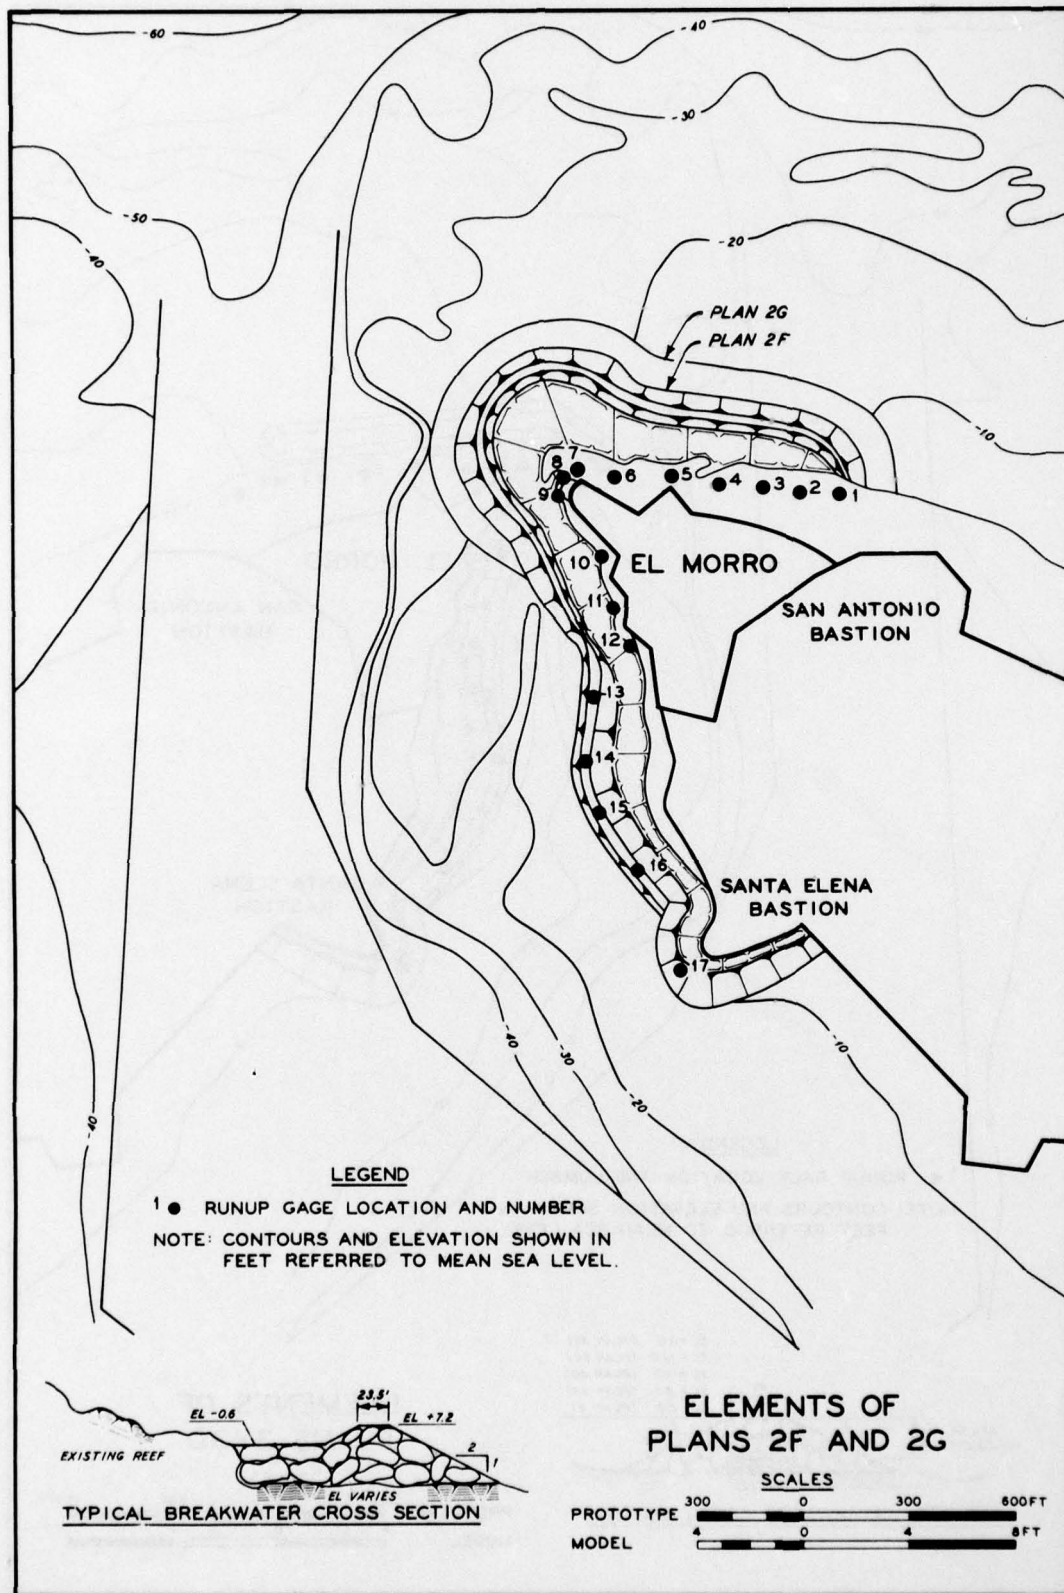 -60
-40
-30
-50
-40
-20
PLAN 2G
PLAN 2F
-10
7
8
9
6
5
4
3
2
1
10
EL MORRO
11
SAN ANTONIO
BASTION
12
13
14
15
16
SANTA ELENA
BASTION
17
-40
-30
-10
-20
-40
LEGEND
1 ● RUNUP GAGE LOCATION AND NUMBER
NOTE: CONTOURS AND ELEVATION SHOWN IN
FEET REFERRED TO MEAN SEA LEVEL.
23.5'
EL -0.6
EL +7.2
EXISTING REEF
2
1
EL VARIES
TYPICAL BREAKWATER CROSS SECTION
ELEMENTS OF
PLANS 2F AND 2G
SCALES
PROTOTYPE 300 0 300 600 FT
MODEL 4 0 4 8 FT